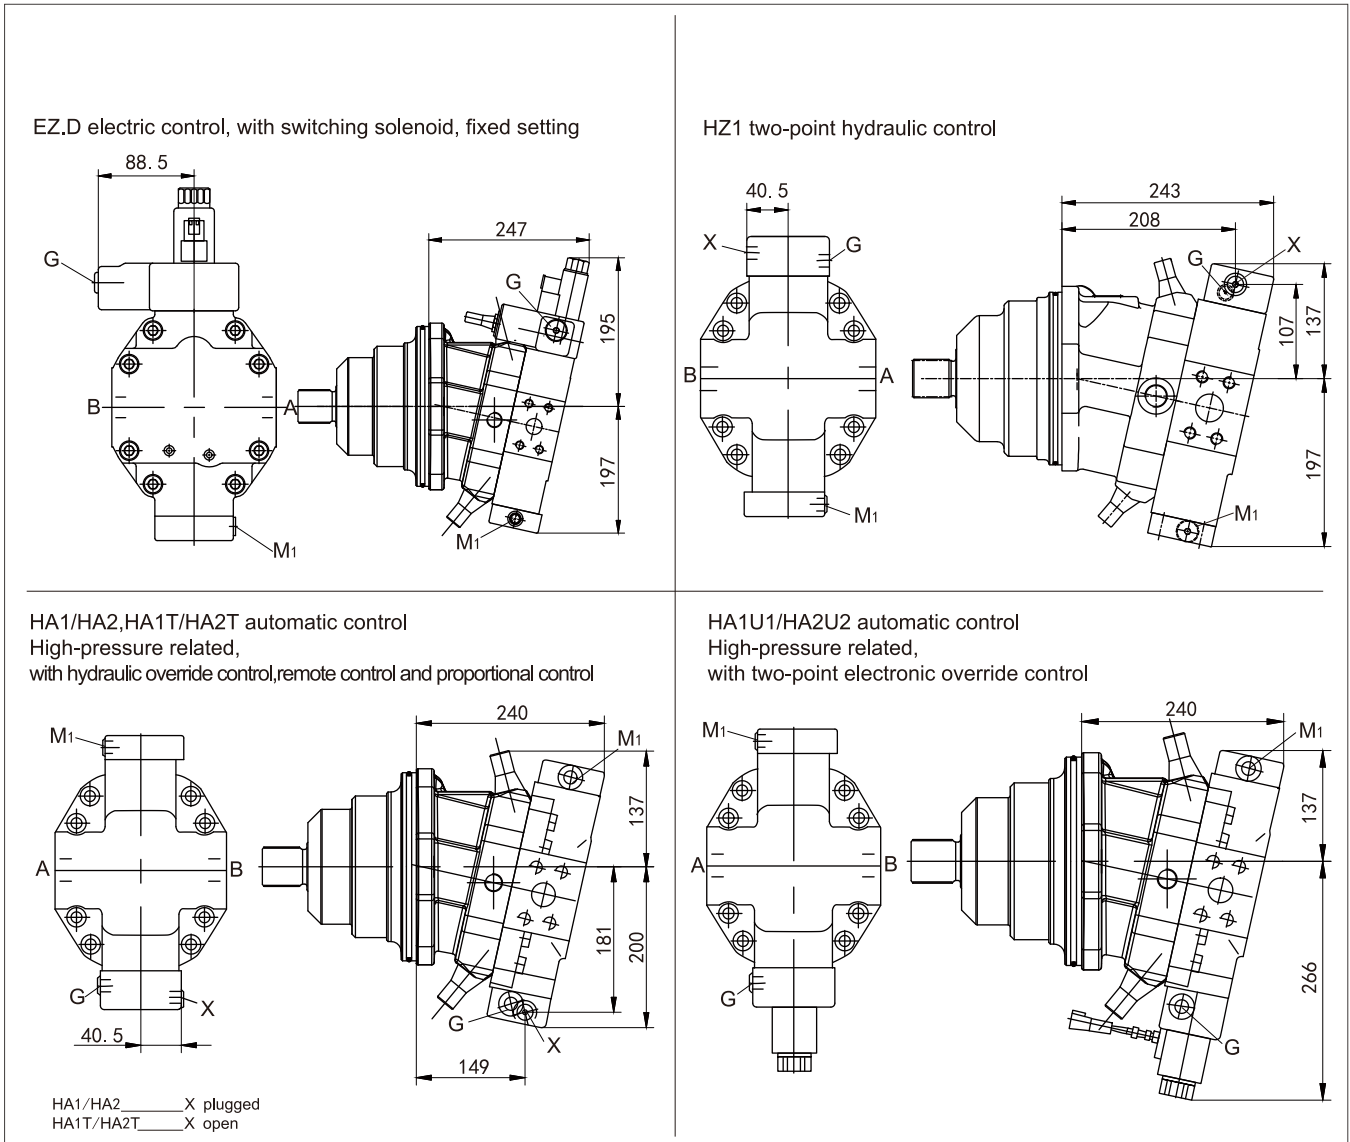 EZ.D electric control, with switching solenoid, fixed setting
88.5
G
B
A
M1
247
G
195
197
M1
HZ1 two-point hydraulic control
40.5
X
G
B
A
M1
243
208
X
G
107
137
197
M1
HA1/HA2,HA1T/HA2T automatic control
High-pressure related,
with hydraulic override control,remote control and proportional control
M1
A
B
G
X
40.5
240
M1
137
181
200
G
X
149
HA1/HA2______X plugged
HA1T/HA2T_____X open
HA1U1/HA2U2 automatic control
High-pressure related,
with two-point electronic override control
M1
A
B
G
240
M1
137
266
G